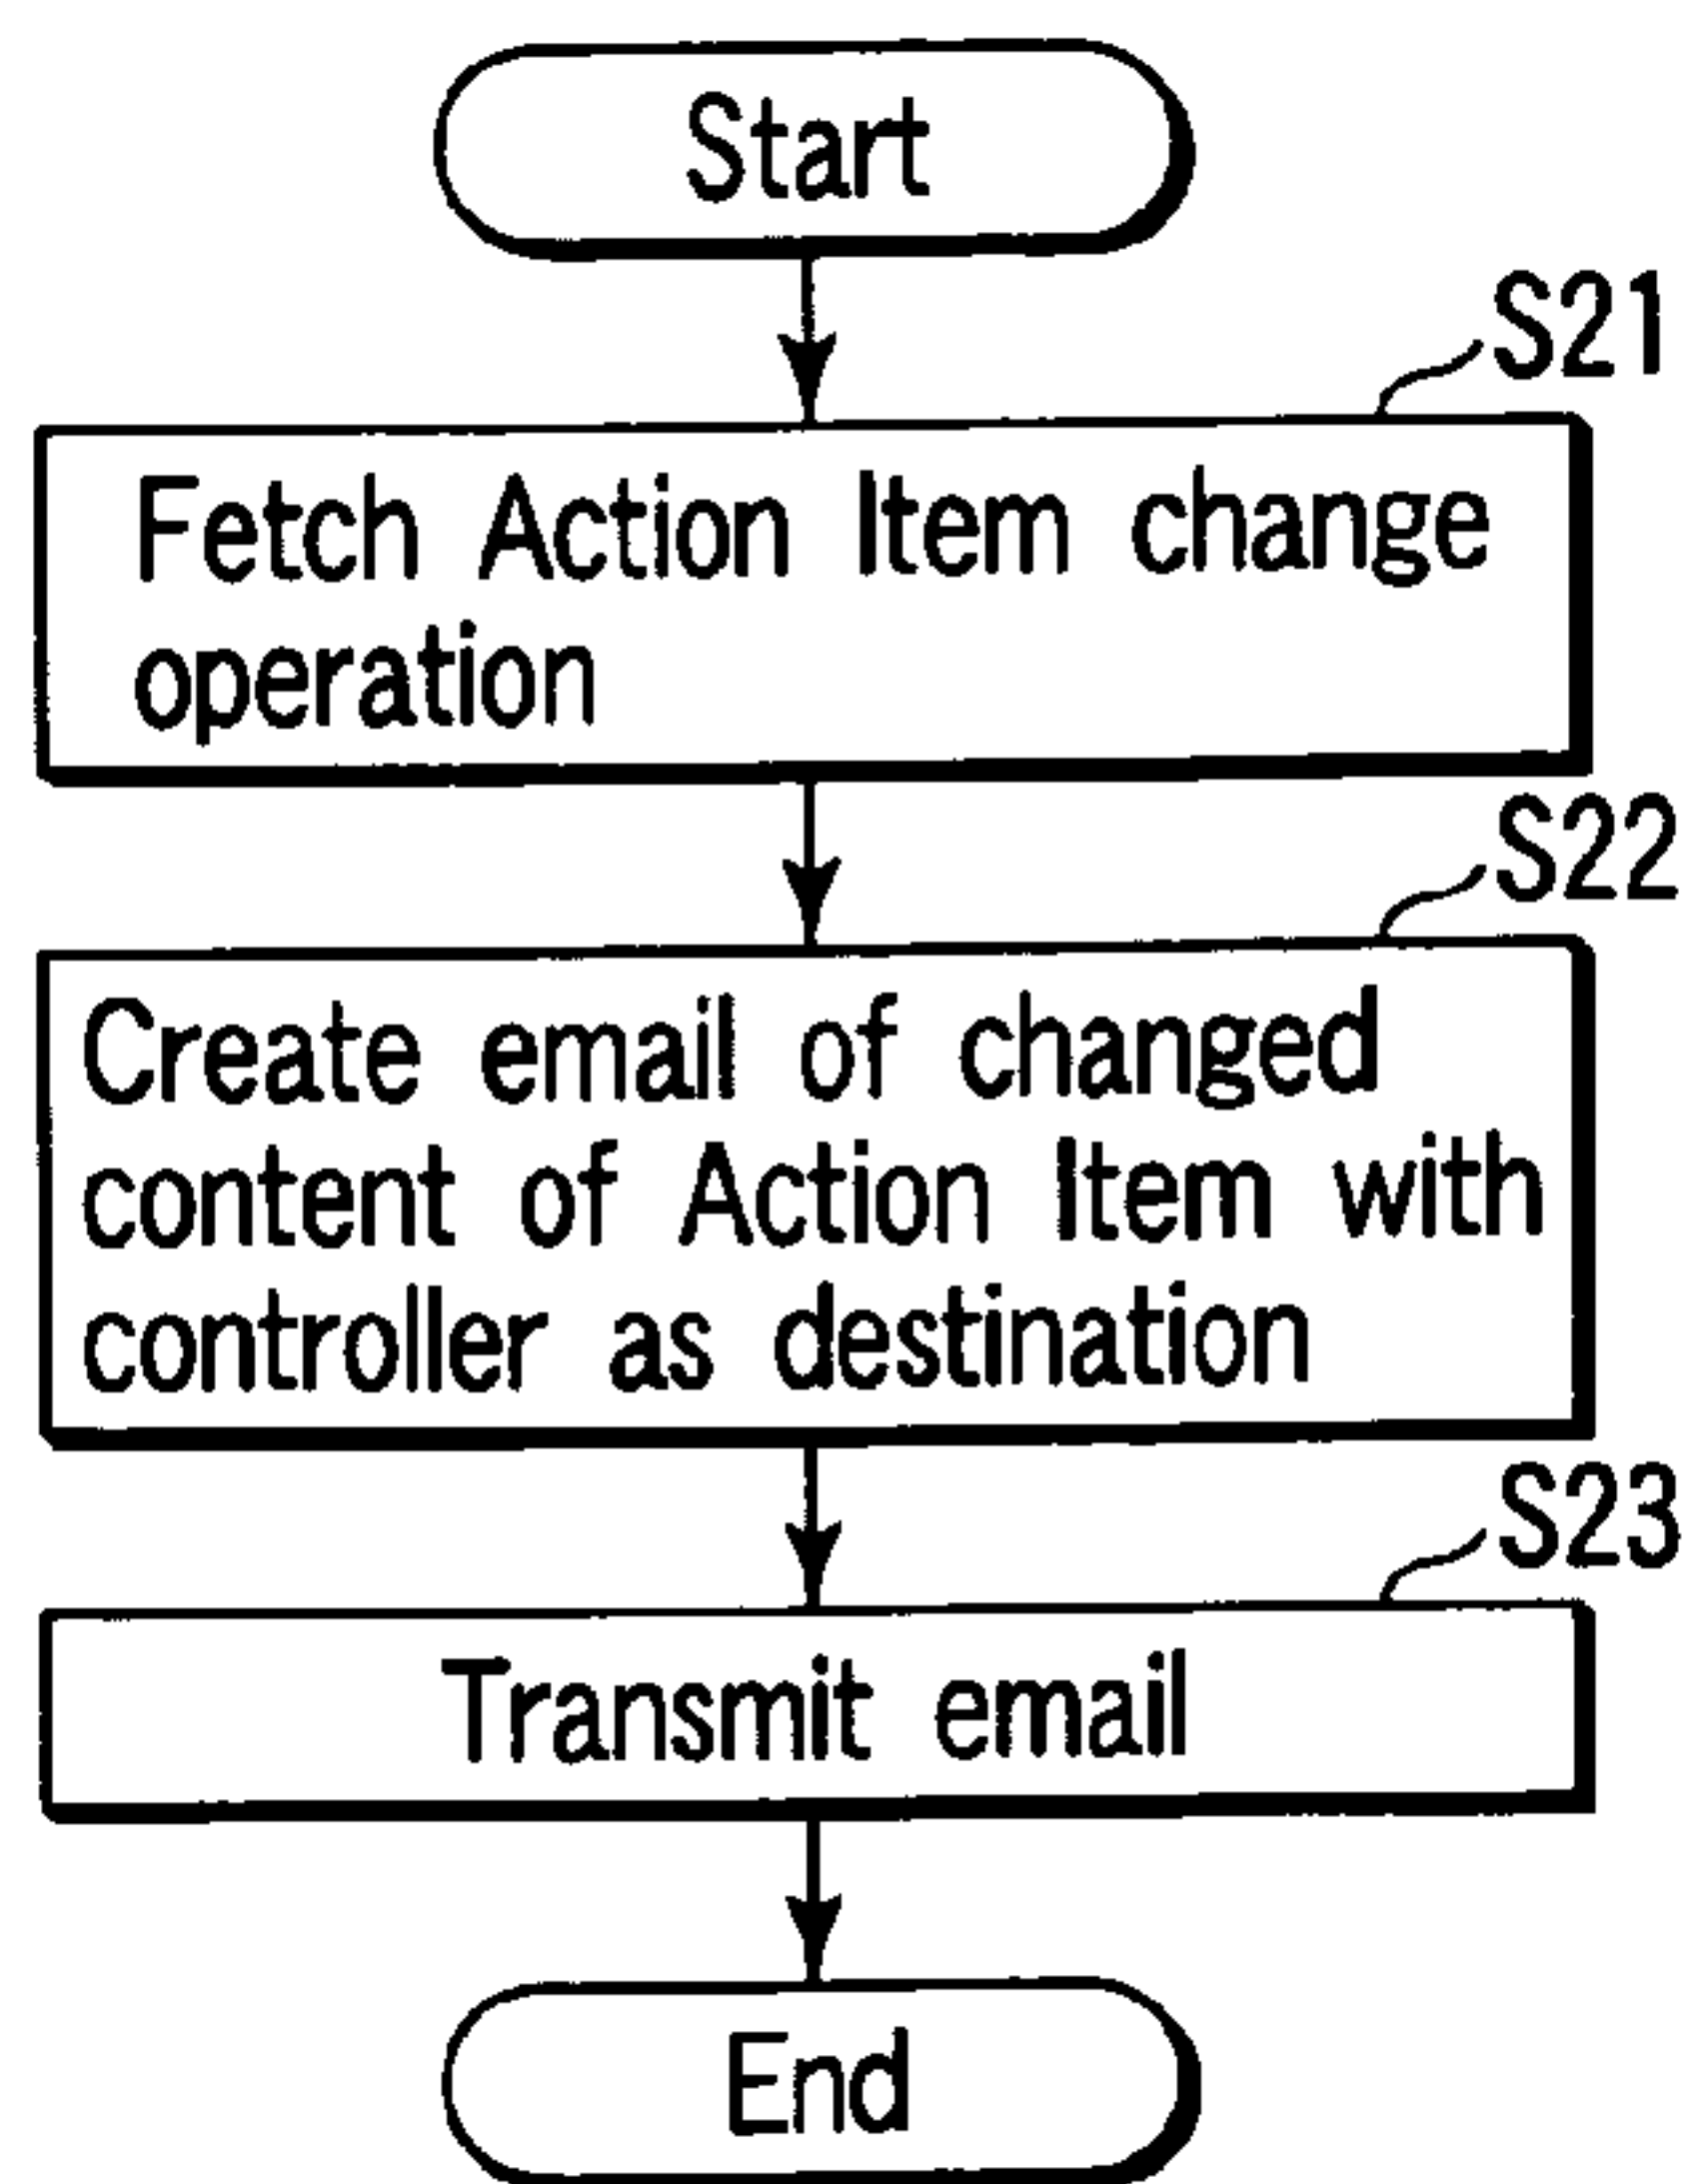 Start
S21
Fetch Action Item change
operation
S22
Create email of changed
content of Action Item with
controller as destination
S23
Transmit email
End